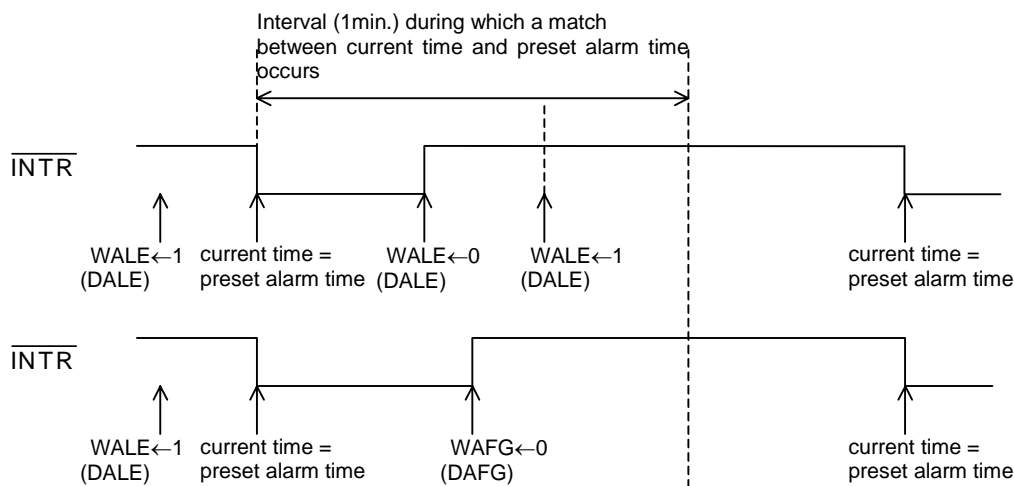 Interval (1min.) during which a match
between current time and preset alarm time
occurs
INTR
WALE←1 current time = WALE←0 WALE←1 current time =
(DALE) preset alarm time (DALE) (DALE) preset alarm time
INTR
WALE←1 current time = WAFG←0 current time =
(DALE) preset alarm time (DAFG) preset alarm time